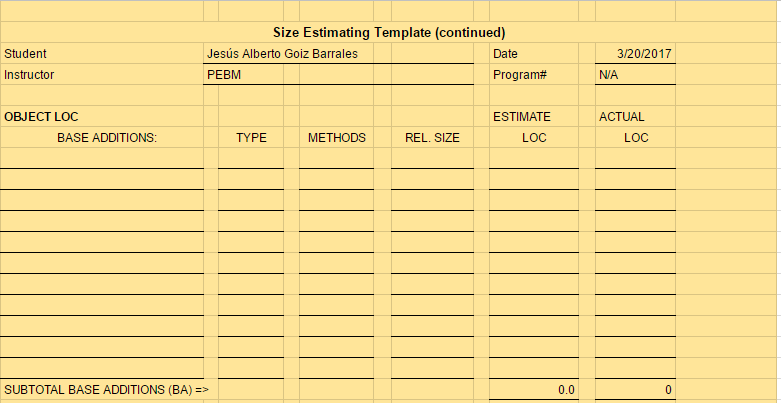 Size Estimating Template (continued)
Student Jesús Alberto Goiz Barrales Date 3/20/2017
Instructor PEBM Program# N/A
OBJECT LOC ESTIMATE ACTUAL
BASE ADDITIONS: TYPE METHODS REL. SIZE LOC LOC
SUBTOTAL BASE ADDITIONS (BA) => 0.0 0